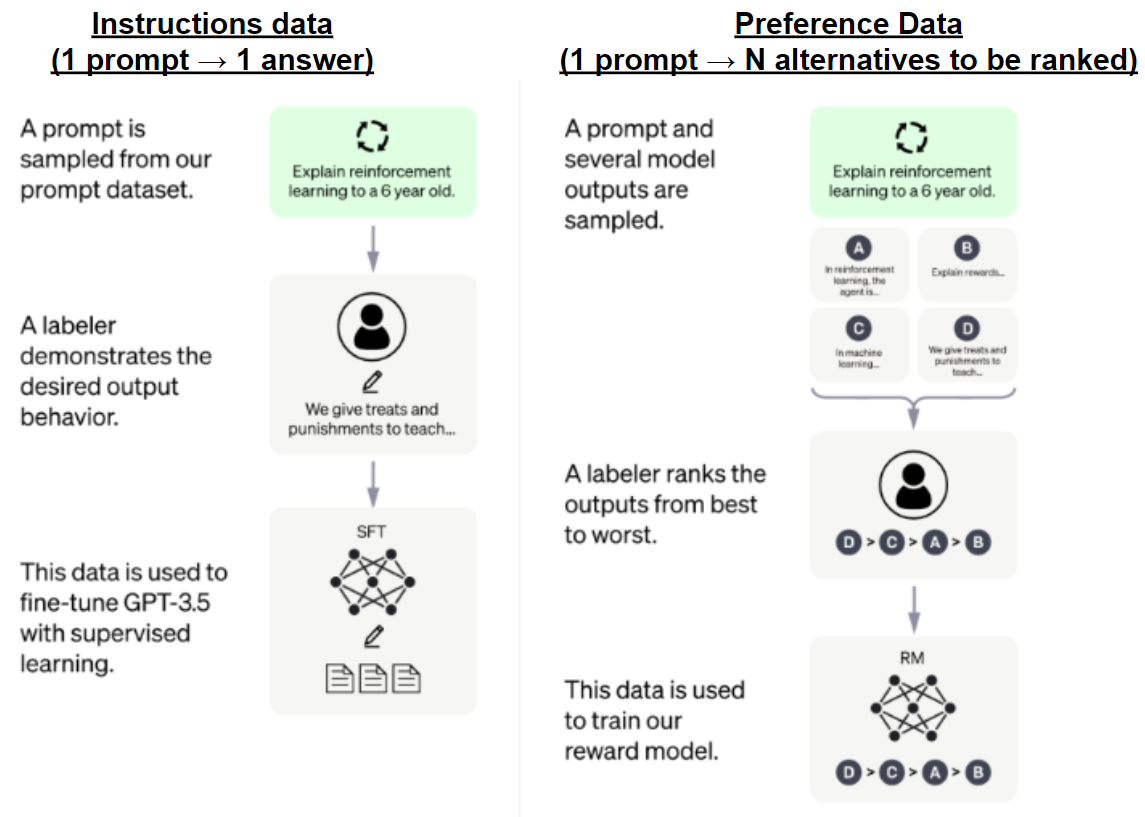 Instructions data
(1 prompt → 1 answer)
A prompt is
sampled from our
prompt dataset.
Explain reinforcement
learning to a 6 year old.
A labeler
demonstrates the
desired output
behavior.
We give treats and
punishments to teach...
This data is used to
fine-tune GPT-3.5
with supervised
learning.
SFT
Preference Data
(1 prompt → N alternatives to be ranked)
A prompt and
several model
outputs are
sampled.
Explain reinforcement
learning to a 6 year old.
A
In reinforcement
learning, the
agent is...
B
Explain rewards...
C
In machine
learning...
D
We give treats and
punishments to
teach...
A labeler ranks the
outputs from best
to worst.
D > C > A > B
This data is used
to train our
reward model.
RM
D > C > A > B